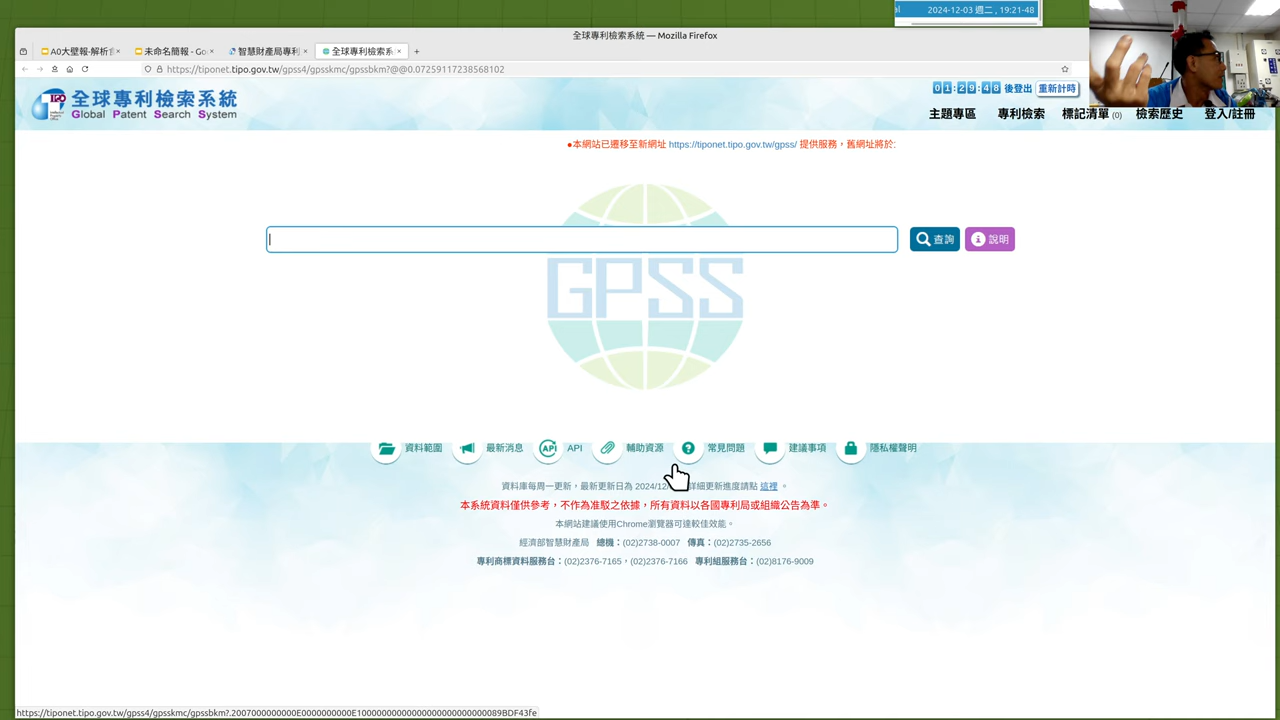 al 2024-12-03 週二 , 19:21-48
全球專利檢索系統 — Mozilla Firefox
A0大壁報-解析
未命名簡報 - Go
智慧財產局專利
全球專利檢索系
https://tiponet.tipo.gov.tw/gpss4/gpsskmc/gpssbkm?@@0.07259117238568102
TIPO 全球專利檢索系統
Global Patent Search System
01:29:48 後登出 重新計時
主題專區 專利檢索 標記清單 (0) 檢索歷史 登入/註冊
●本網站已遷移至新網址 https://tiponet.tipo.gov.tw/gpss/ 提供服務，舊網址將於:
查詢 說明
GPSS
資料範圍 最新消息 API API 輔助資源 常見問題 建議事項 隱私權聲明
資料庫每周一更新，最新更新日為 2024/12/ 詳細更新進度請點 這裡 。
本系統資料僅供參考，不作為准駁之依據，所有資料以各國專利局或組織公告為準。
本網站建議使用Chrome瀏覽器可達較佳效能。
經濟部智慧財產局 總機：(02)2738-0007 傳真：(02)2735-2656
專利商標資料服務台：(02)2376-7165，(02)2376-7166 專利組服務台：(02)8176-9009